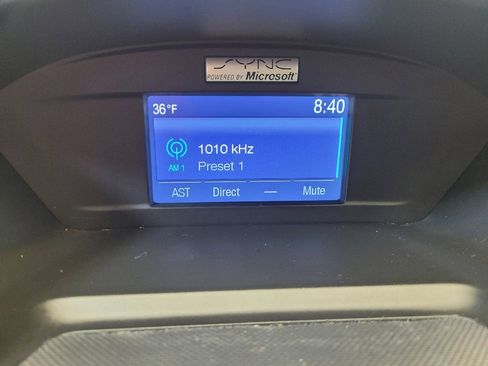 SYNC
POWERED BY Microsoft
36°F 8:40
1010 kHz
AM 1 Preset 1
AST Direct — Mute